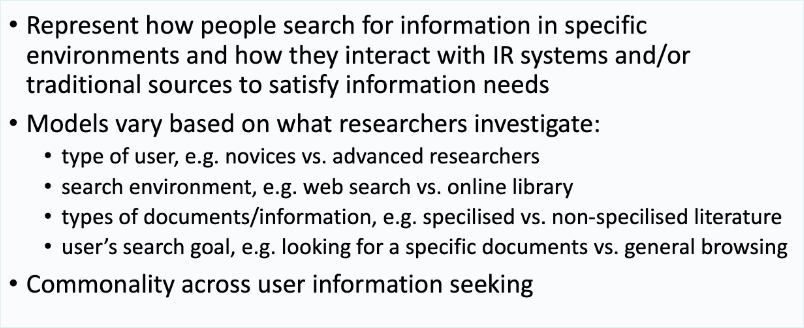 • Represent how people search for information in specific
environments and how they interact with IR systems and/or
traditional sources to satisfy information needs
• Models vary based on what researchers investigate:
• type of user, e.g. novices vs. advanced researchers
• search environment, e.g. web search vs. online library
• types of documents/information, e.g. specilised vs. non-specilised literature
• user’s search goal, e.g. looking for a specific documents vs. general browsing
• Commonality across user information seeking